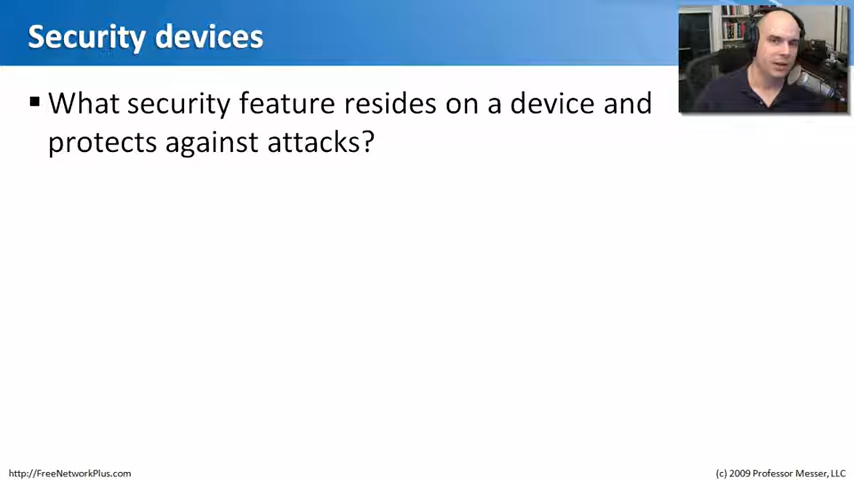 Security devices
▪ What security feature resides on a device and
protects against attacks?
http://FreeNetworkPlus.com
(c) 2009 Professor Messer, LLC